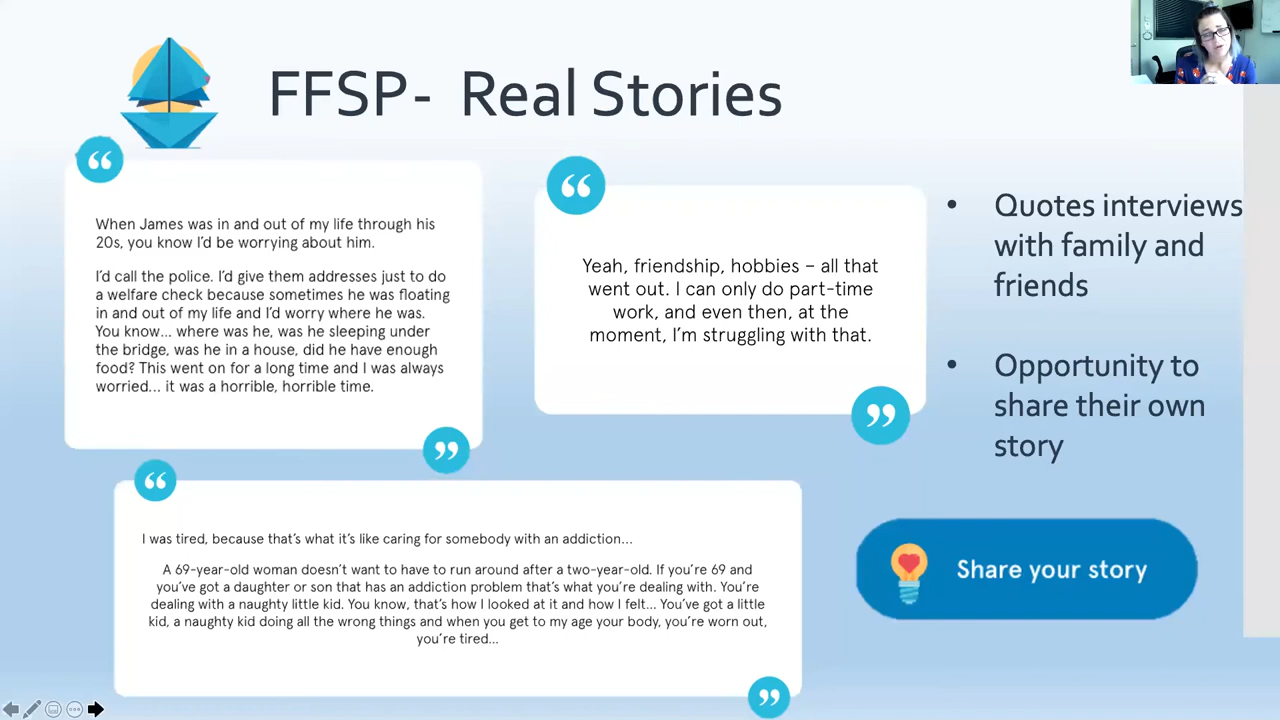 FFSP- Real Stories
When James was in and out of my life through his
20s, you know I'd be worrying about him.
I'd call the police. I'd give them addresses just to do
a welfare check because sometimes he was floating
in and out of my life and I'd worry where he was.
You know... where was he, was he sleeping under
the bridge, was he in a house, did he have enough
food? This went on for a long time and I was always
worried... it was a horrible, horrible time.
Yeah, friendship, hobbies – all that
went out. I can only do part-time
work, and even then, at the
moment, I'm struggling with that.
• Quotes interviews
with family and
friends
• Opportunity to
share their own
story
I was tired, because that's what it's like caring for somebody with an addiction...
A 69-year-old woman doesn't want to have to run around after a two-year-old. If you're 69 and
you've got a daughter or son that has an addiction problem that's what you're dealing with. You're
dealing with a naughty little kid. You know, that's how I looked at it and how I felt... You've got a little
kid, a naughty kid doing all the wrong things and when you get to my age your body, you're worn out,
you're tired...
Share your story